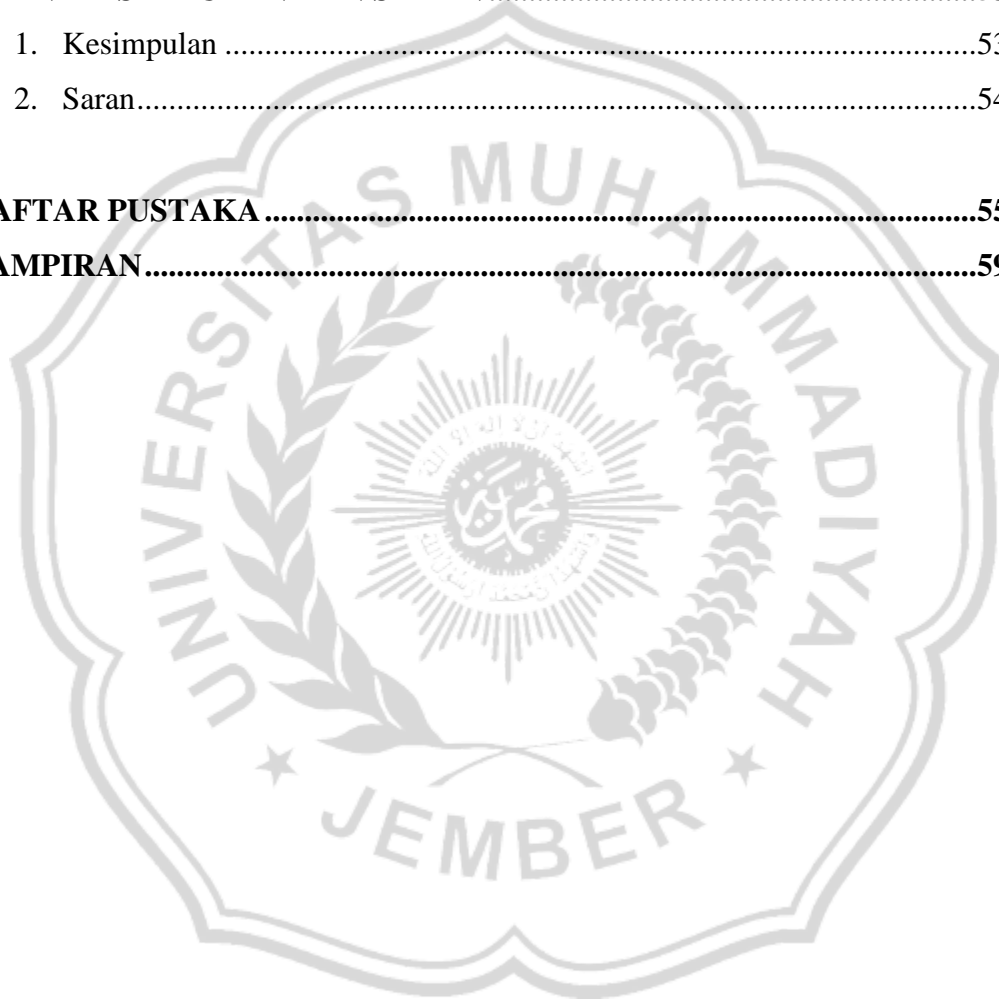 1. Kesimpulan ........................................................................................................53
2. Saran....................................................................................................................54
AFTAR PUSTAKA ..........................................................................................55
AMPIRAN.........................................................................................................59
UNIVERSITAS MUHAMMADIYAH
JEMBER